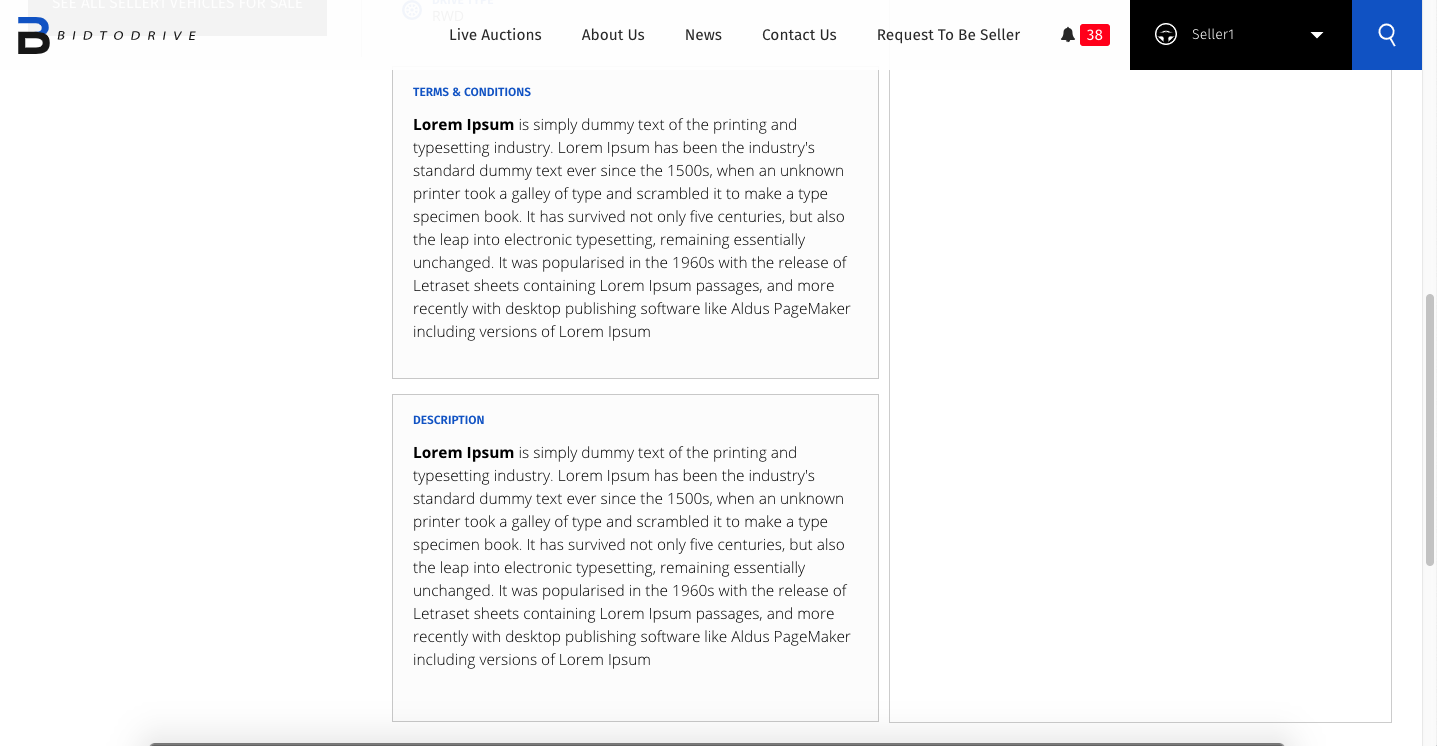 SEE ALL SELLER1 VEHICLES FOR SALE
DRIVE TYPE
RWD
BIDTODRIVE
Live Auctions
About Us
News
Contact Us
Request To Be Seller
38
Seller1
TERMS & CONDITIONS
Lorem Ipsum is simply dummy text of the printing and
typesetting industry. Lorem Ipsum has been the industry's
standard dummy text ever since the 1500s, when an unknown
printer took a galley of type and scrambled it to make a type
specimen book. It has survived not only five centuries, but also
the leap into electronic typesetting, remaining essentially
unchanged. It was popularised in the 1960s with the release of
Letraset sheets containing Lorem Ipsum passages, and more
recently with desktop publishing software like Aldus PageMaker
including versions of Lorem Ipsum
DESCRIPTION
Lorem Ipsum is simply dummy text of the printing and
typesetting industry. Lorem Ipsum has been the industry's
standard dummy text ever since the 1500s, when an unknown
printer took a galley of type and scrambled it to make a type
specimen book. It has survived not only five centuries, but also
the leap into electronic typesetting, remaining essentially
unchanged. It was popularised in the 1960s with the release of
Letraset sheets containing Lorem Ipsum passages, and more
recently with desktop publishing software like Aldus PageMaker
including versions of Lorem Ipsum